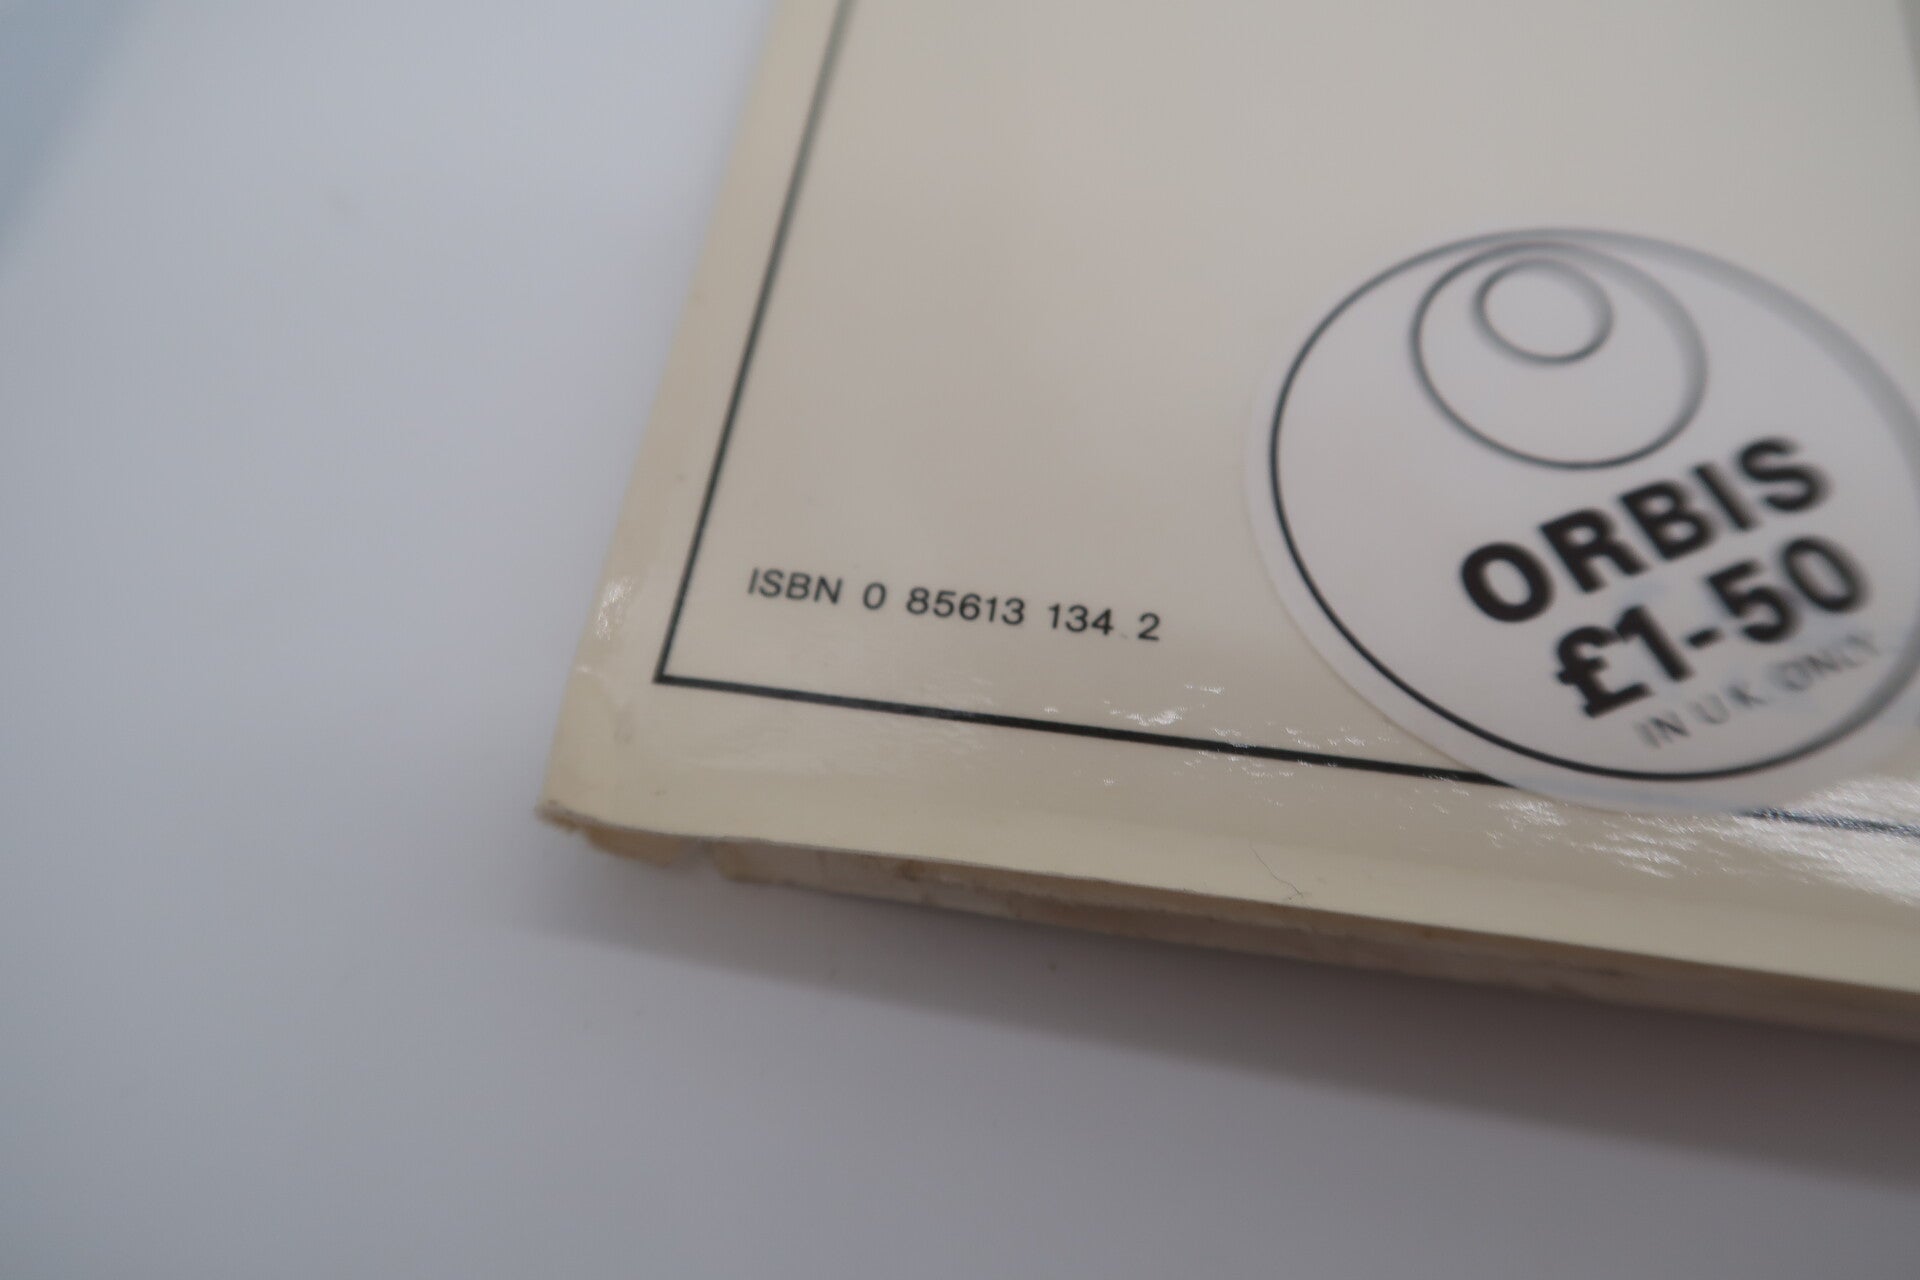 ISBN 0 85613 134 2
ORBIS
£1-50
IN U K ONLY